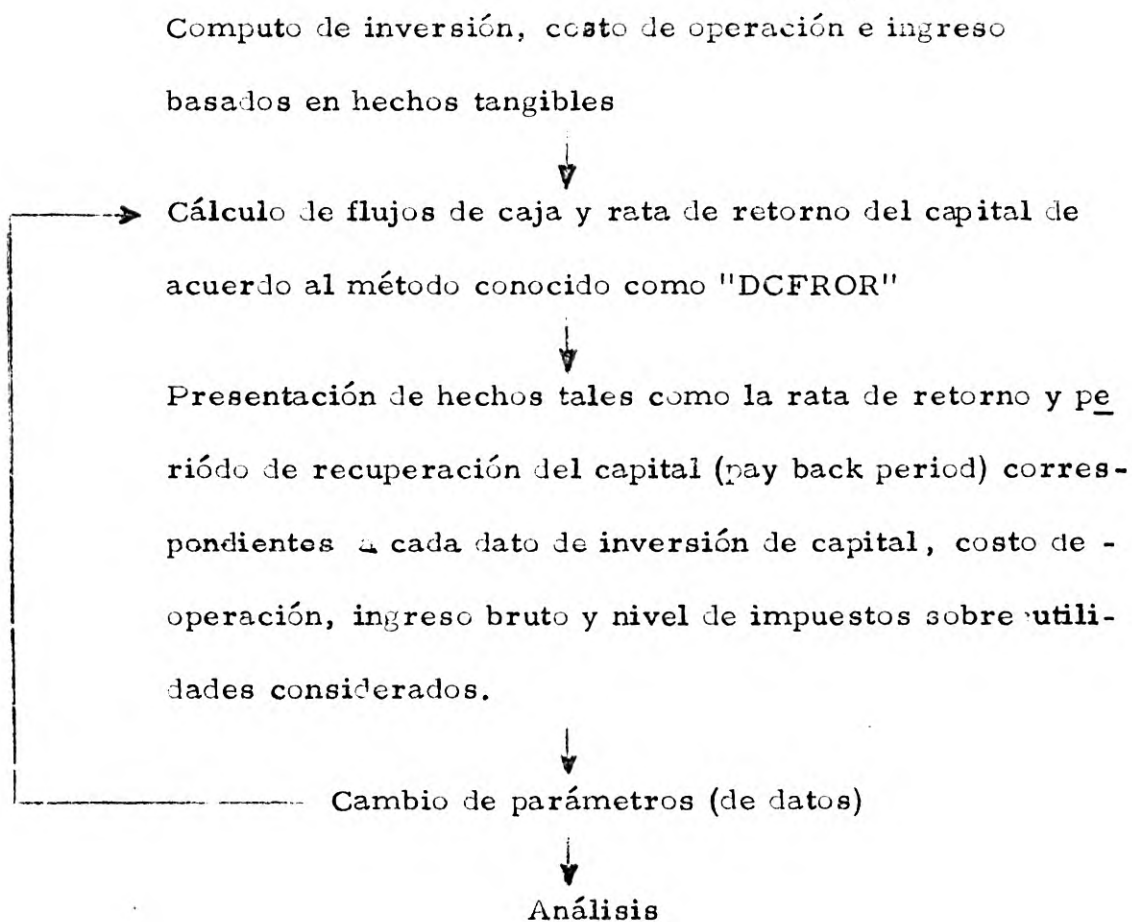 Computo de inversión, costo de operación e ingreso
basados en hechos tangibles
Cálculo de flujos de caja y rata de retorno del capital de
acuerdo al método conocido como "DCFROR"
Presentación de hechos tales como la rata de retorno y pe
riódo de recuperación del capital (pay back period) corres-
pondientes a cada dato de inversión de capital, costo de -
operación, ingreso bruto y nivel de impuestos sobre utili-
dades considerados.
Cambio de parámetros (de datos)
Análisis